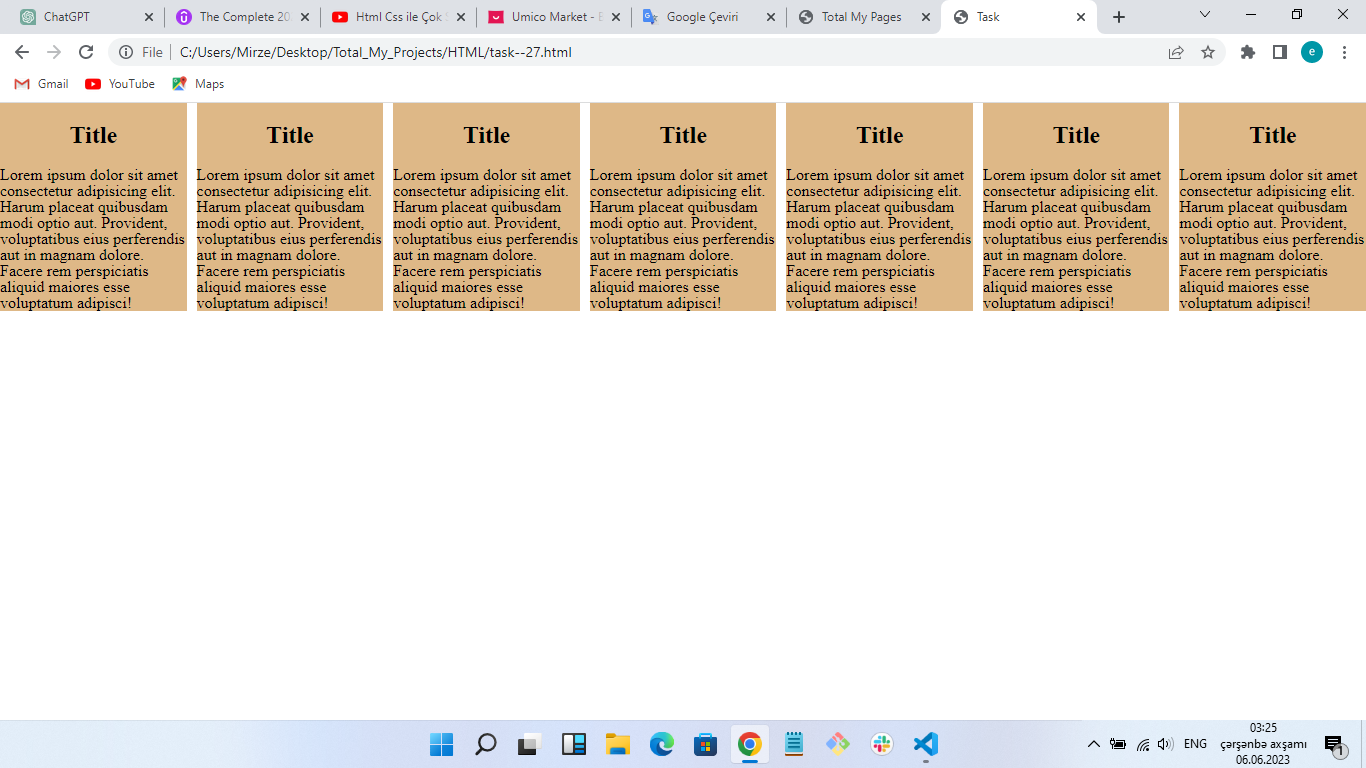 ChatGPT
The Complete 20
Html Css ile Çok
Umico Market - 
Google Çeviri
Total My Pages
Task
File
C:/Users/Mirze/Desktop/Total_My_Projects/HTML/task--27.html
e
Gmail
YouTube
Maps
Title
Lorem ipsum dolor sit amet
consectetur adipisicing elit.
Harum placeat quibusdam
modi optio aut. Provident,
voluptatibus eius perferendis
aut in magnam dolore.
Facere rem perspiciatis
aliquid maiores esse
voluptatum adipisci!
Title
Lorem ipsum dolor sit amet
consectetur adipisicing elit.
Harum placeat quibusdam
modi optio aut. Provident,
voluptatibus eius perferendis
aut in magnam dolore.
Facere rem perspiciatis
aliquid maiores esse
voluptatum adipisci!
Title
Lorem ipsum dolor sit amet
consectetur adipisicing elit.
Harum placeat quibusdam
modi optio aut. Provident,
voluptatibus eius perferendis
aut in magnam dolore.
Facere rem perspiciatis
aliquid maiores esse
voluptatum adipisci!
Title
Lorem ipsum dolor sit amet
consectetur adipisicing elit.
Harum placeat quibusdam
modi optio aut. Provident,
voluptatibus eius perferendis
aut in magnam dolore.
Facere rem perspiciatis
aliquid maiores esse
voluptatum adipisci!
Title
Lorem ipsum dolor sit amet
consectetur adipisicing elit.
Harum placeat quibusdam
modi optio aut. Provident,
voluptatibus eius perferendis
aut in magnam dolore.
Facere rem perspiciatis
aliquid maiores esse
voluptatum adipisci!
Title
Lorem ipsum dolor sit amet
consectetur adipisicing elit.
Harum placeat quibusdam
modi optio aut. Provident,
voluptatibus eius perferendis
aut in magnam dolore.
Facere rem perspiciatis
aliquid maiores esse
voluptatum adipisci!
Title
Lorem ipsum dolor sit amet
consectetur adipisicing elit.
Harum placeat quibusdam
modi optio aut. Provident,
voluptatibus eius perferendis
aut in magnam dolore.
Facere rem perspiciatis
aliquid maiores esse
voluptatum adipisci!
ENG
03:25
çərşənbə axşamı
06.06.2023
1